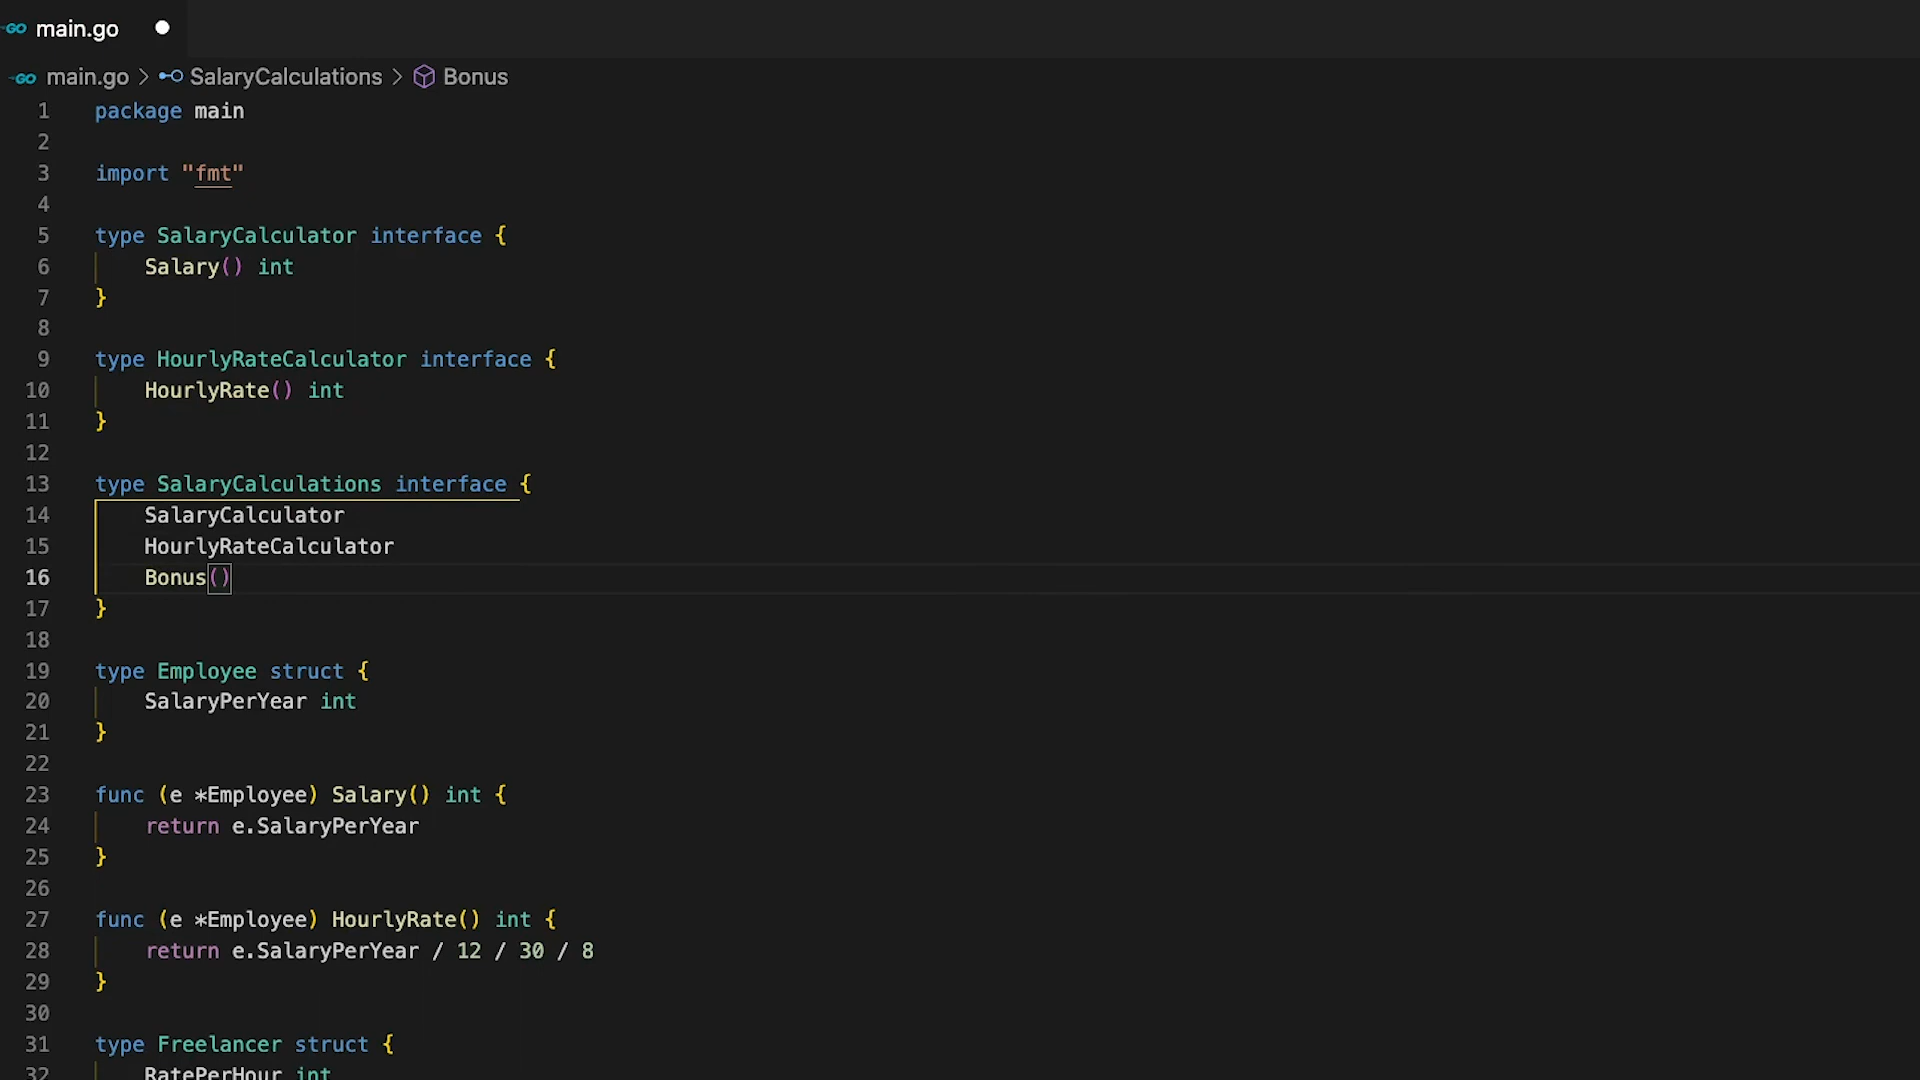 GO main.go
GO main.go > SalaryCalculations > Bonus
1 package main
2
3 import "fmt"
4
5 type SalaryCalculator interface {
6 Salary() int
7 }
8
9 type HourlyRateCalculator interface {
10 HourlyRate() int
11 }
12
13 type SalaryCalculations interface {
14 SalaryCalculator
15 HourlyRateCalculator
16 Bonus()
17 }
18
19 type Employee struct {
20 SalaryPerYear int
21 }
22
23 func (e *Employee) Salary() int {
24 return e.SalaryPerYear
25 }
26
27 func (e *Employee) HourlyRate() int {
28 return e.SalaryPerYear / 12 / 30 / 8
29 }
30
31 type Freelancer struct {
32 RatePerHour int